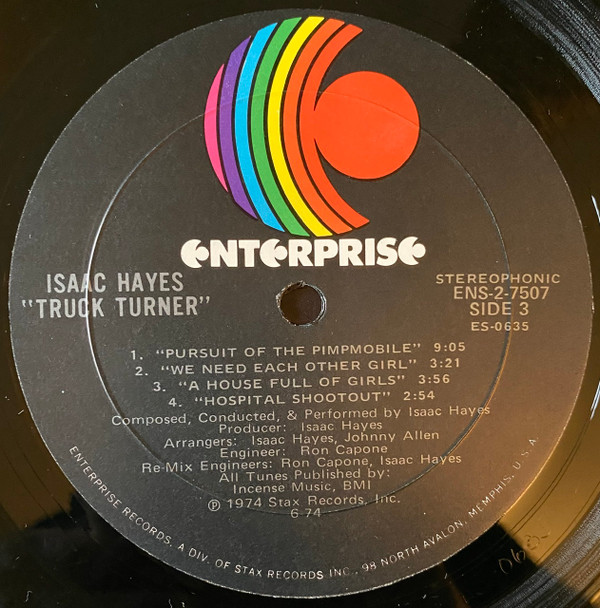 ENTERPRISE
ISAAC HAYES
"TRUCK TURNER"
STEREOPHONIC
ENS-2-7507
SIDE 3
ES-0635
1. "PURSUIT OF THE PIMPMOBILE" 9:05
2. "WE NEED EACH OTHER GIRL" 3:21
3. "A HOUSE FULL OF GIRLS" 3:56
4. "HOSPITAL SHOOTOUT" 2:54
Composed, Conducted, & Performed by Isaac Hayes
Producer: Isaac Hayes
Arrangers: Isaac Hayes, Johnny Allen
Engineer: Ron Capone
Re-Mix Engineers: Ron Capone, Isaac Hayes
All Tunes Published by:
Incense Music, BMI
℗ 1974 Stax Records, Inc.
6-74
ENTERPRISE RECORDS, A DIV. OF STAX RECORDS INC., 98 NORTH AVALON, MEMPHIS, U.S.A.